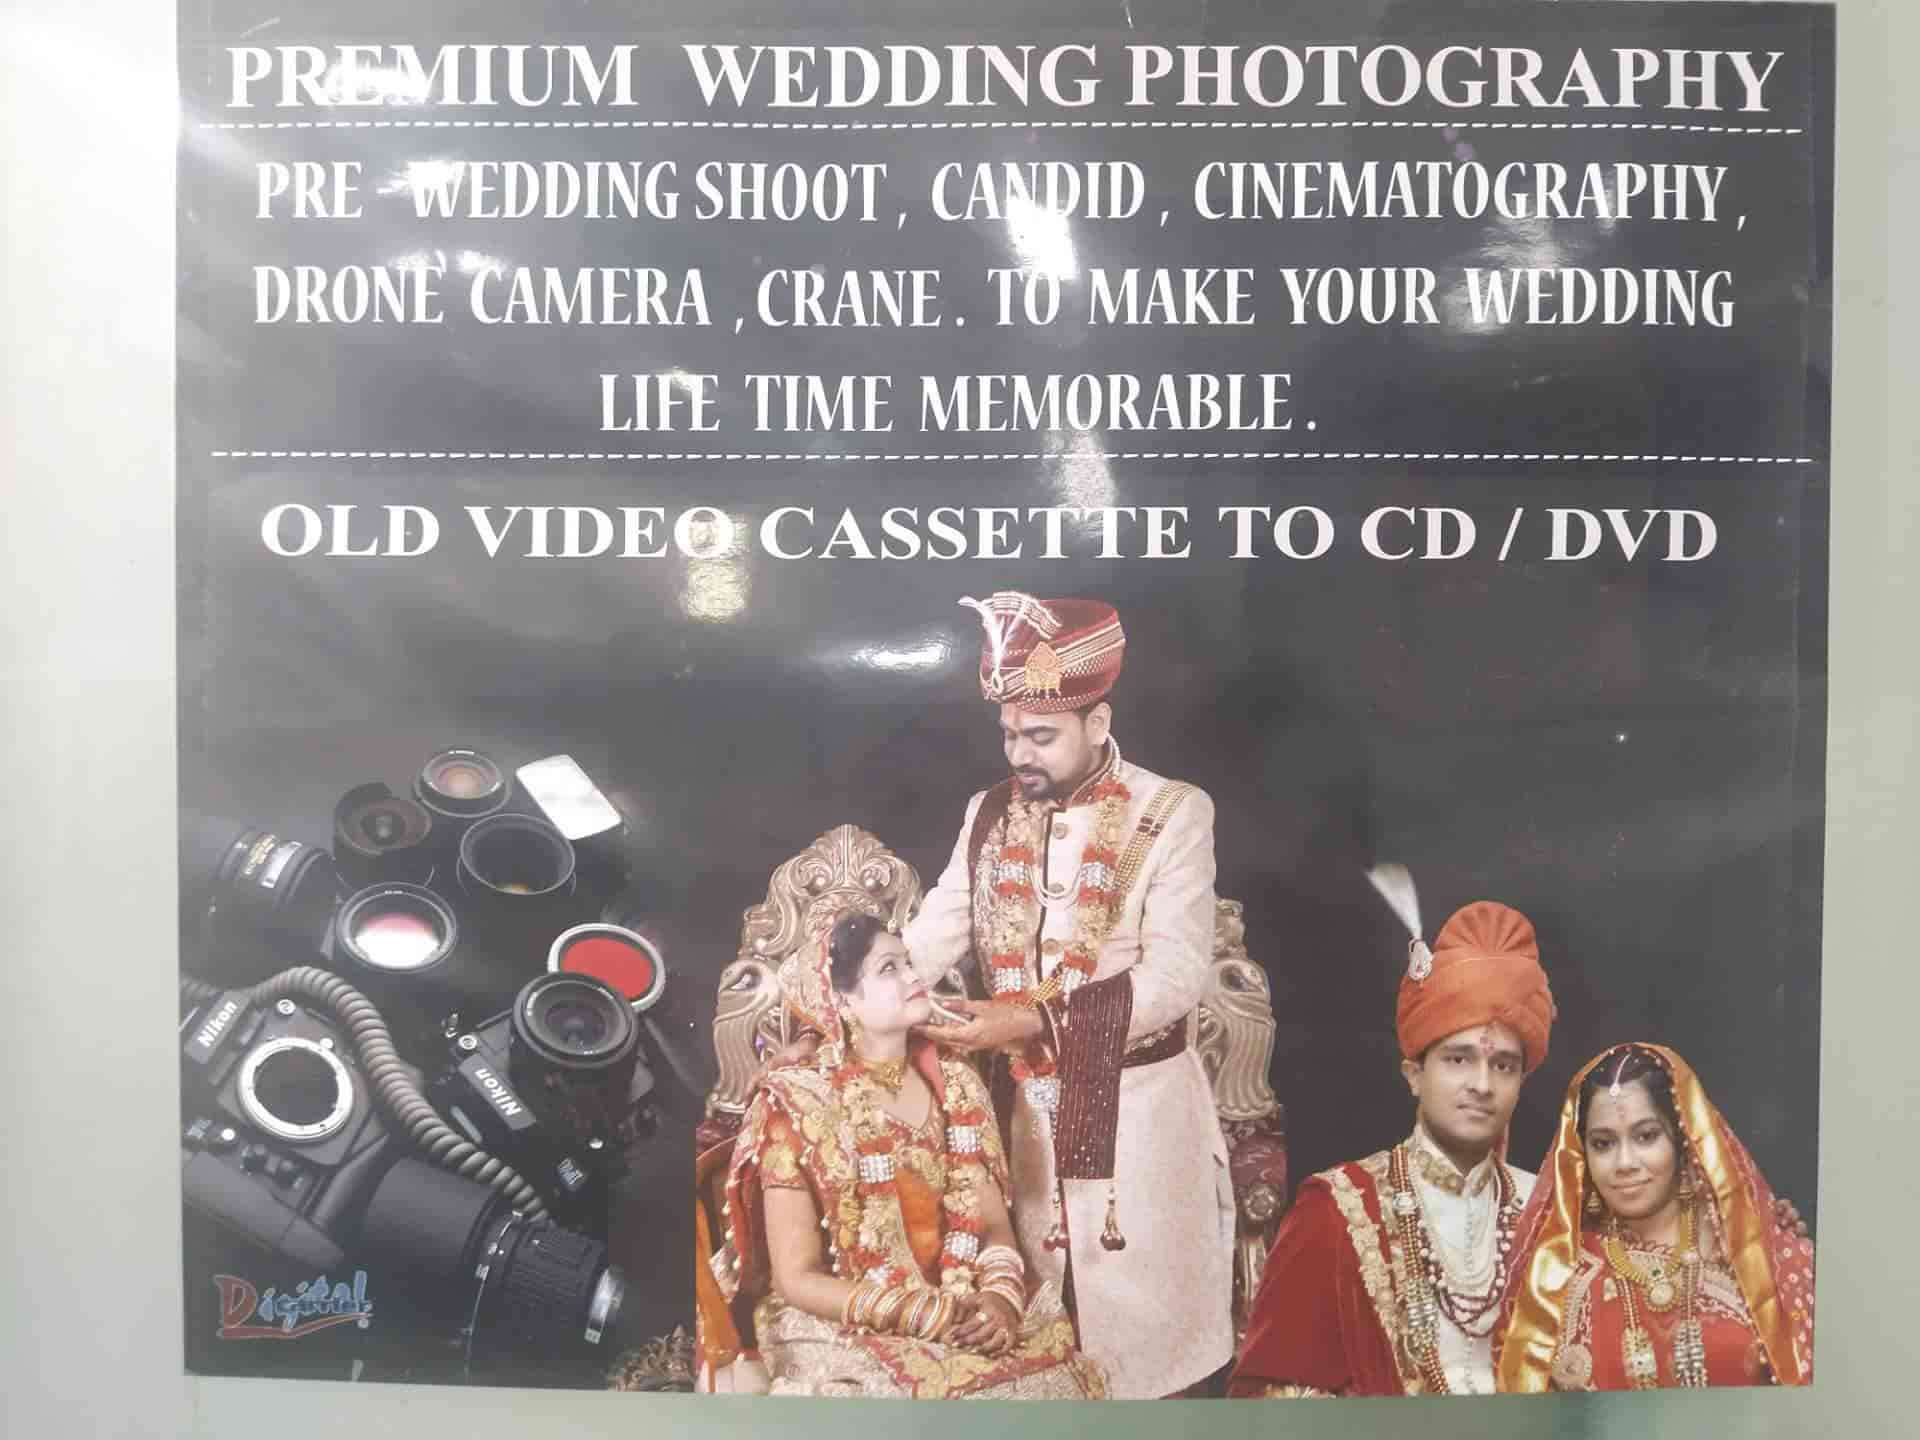 PREMIUM WEDDING PHOTOGRAPHY
PRE - WEDDING SHOOT, CANDID, CINEMATOGRAPHY,
DRONE CAMERA, CRANE. TO MAKE YOUR WEDDING
LIFE TIME MEMORABLE.
OLD VIDEO CASSETTE TO CD / DVD
Nikon
Nikon
Digital